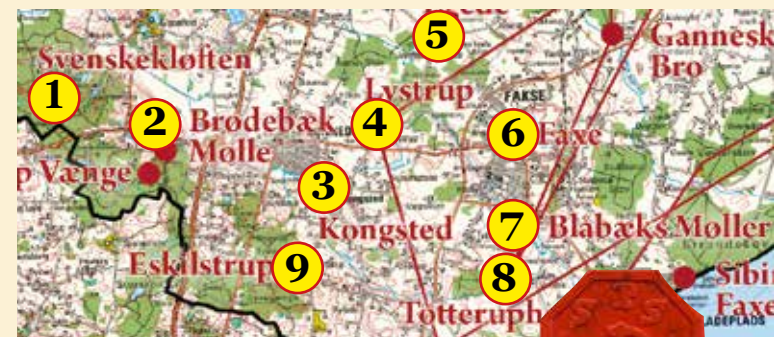 5
Gannesk
Bro
Svenskekløften
1
Lystrup
FAKSE
2
Brødebæk
Mølle
4
6
Faxe
p Vænge
3
Kongsted
7
Blåbæks Møller
Eskilstrup
9
8
Sibi
Faxe
Totterup
ADEPLADS